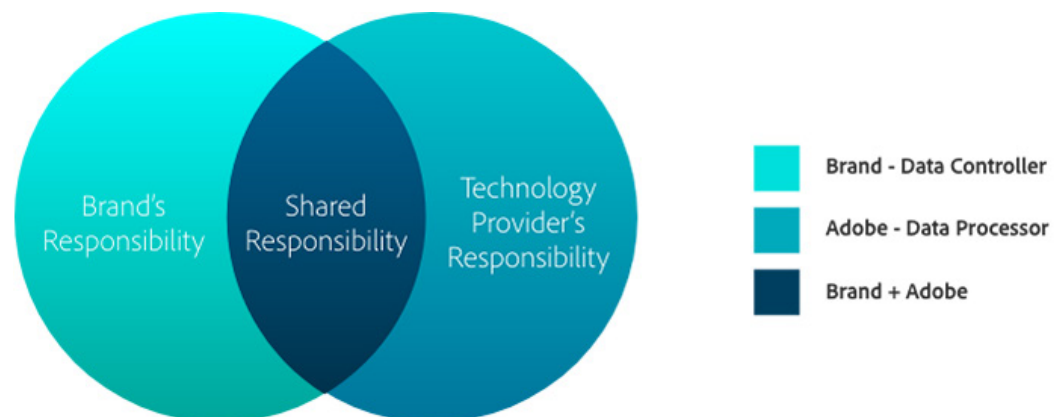 Brand's
Responsibility
Shared
Responsibility
Technology
Provider's
Responsibility
Brand - Data Controller
Adobe - Data Processor
Brand + Adobe